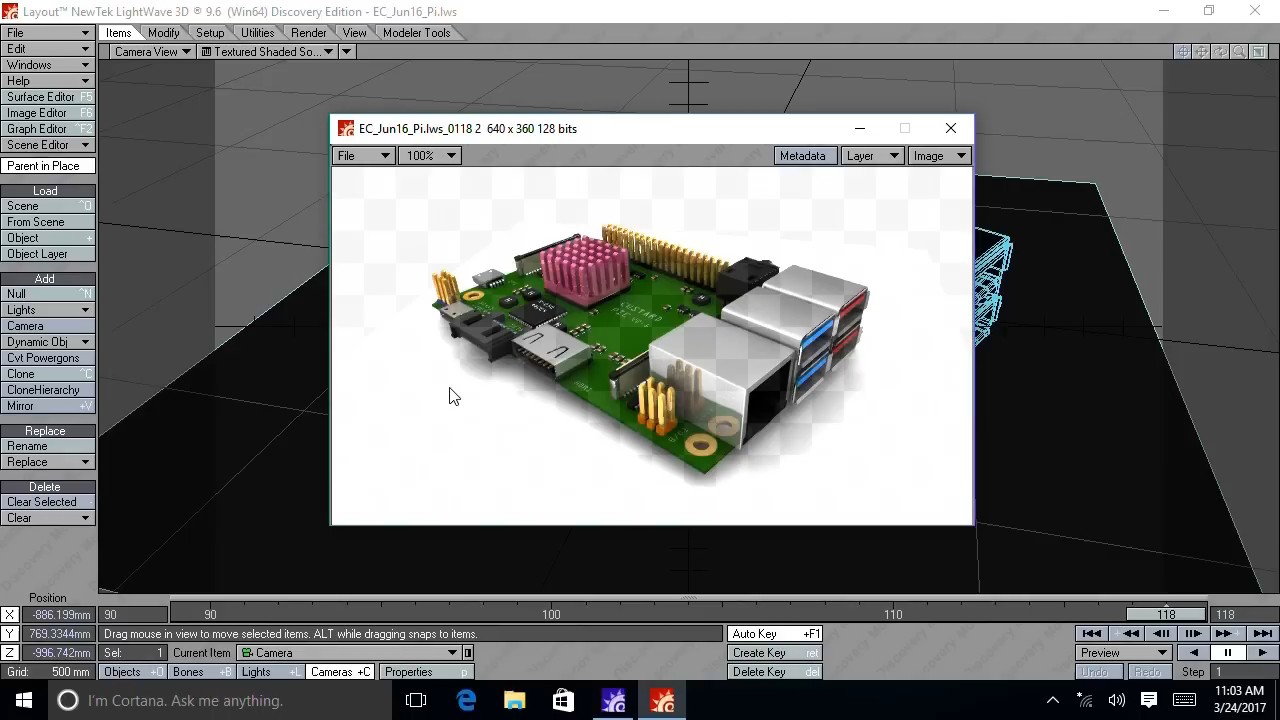 Layout™ NewTek LightWave 3D ® 9.6 (Win64) Discovery Edition - EC_Jun16_Pi.lws
File
Items Modify Setup Utilities Render View Modeler Tools
Edit
Camera View Textured Shaded So...
Windows
Help
Surface Editor F5
Image Editor F6
Graph Editor ^F2
Scene Editor
Parent in Place
Load
Scene ^O
From Scene
Object +
Object Layer
Add
Null ^N
Lights
Camera
Dynamic Obj
Cvt Powergons
Clone ^C
CloneHierarchy
Mirror +V
Replace
Rename
Replace
Delete
Clear Selected -
Clear
EC_Jun16_Pi.lws_0118 2 640 x 360 128 bits
File 100% Metadata Layer Image
HDMI
Position
X -886.199mm 90 90 100 110 118 118
Y 769.3344mm Drag mouse in view to move selected items. ALT while dragging snaps to items. Auto Key +F1
Z -996.742mm Sel: 1 Current Item Camera Create Key ret Preview
Grid: 500 mm Objects +O Bones +B Lights +L Cameras +C Properties p Delete Key del Undo Redo Step 1
I'm Cortana. Ask me anything.
11:03 AM
3/24/2017